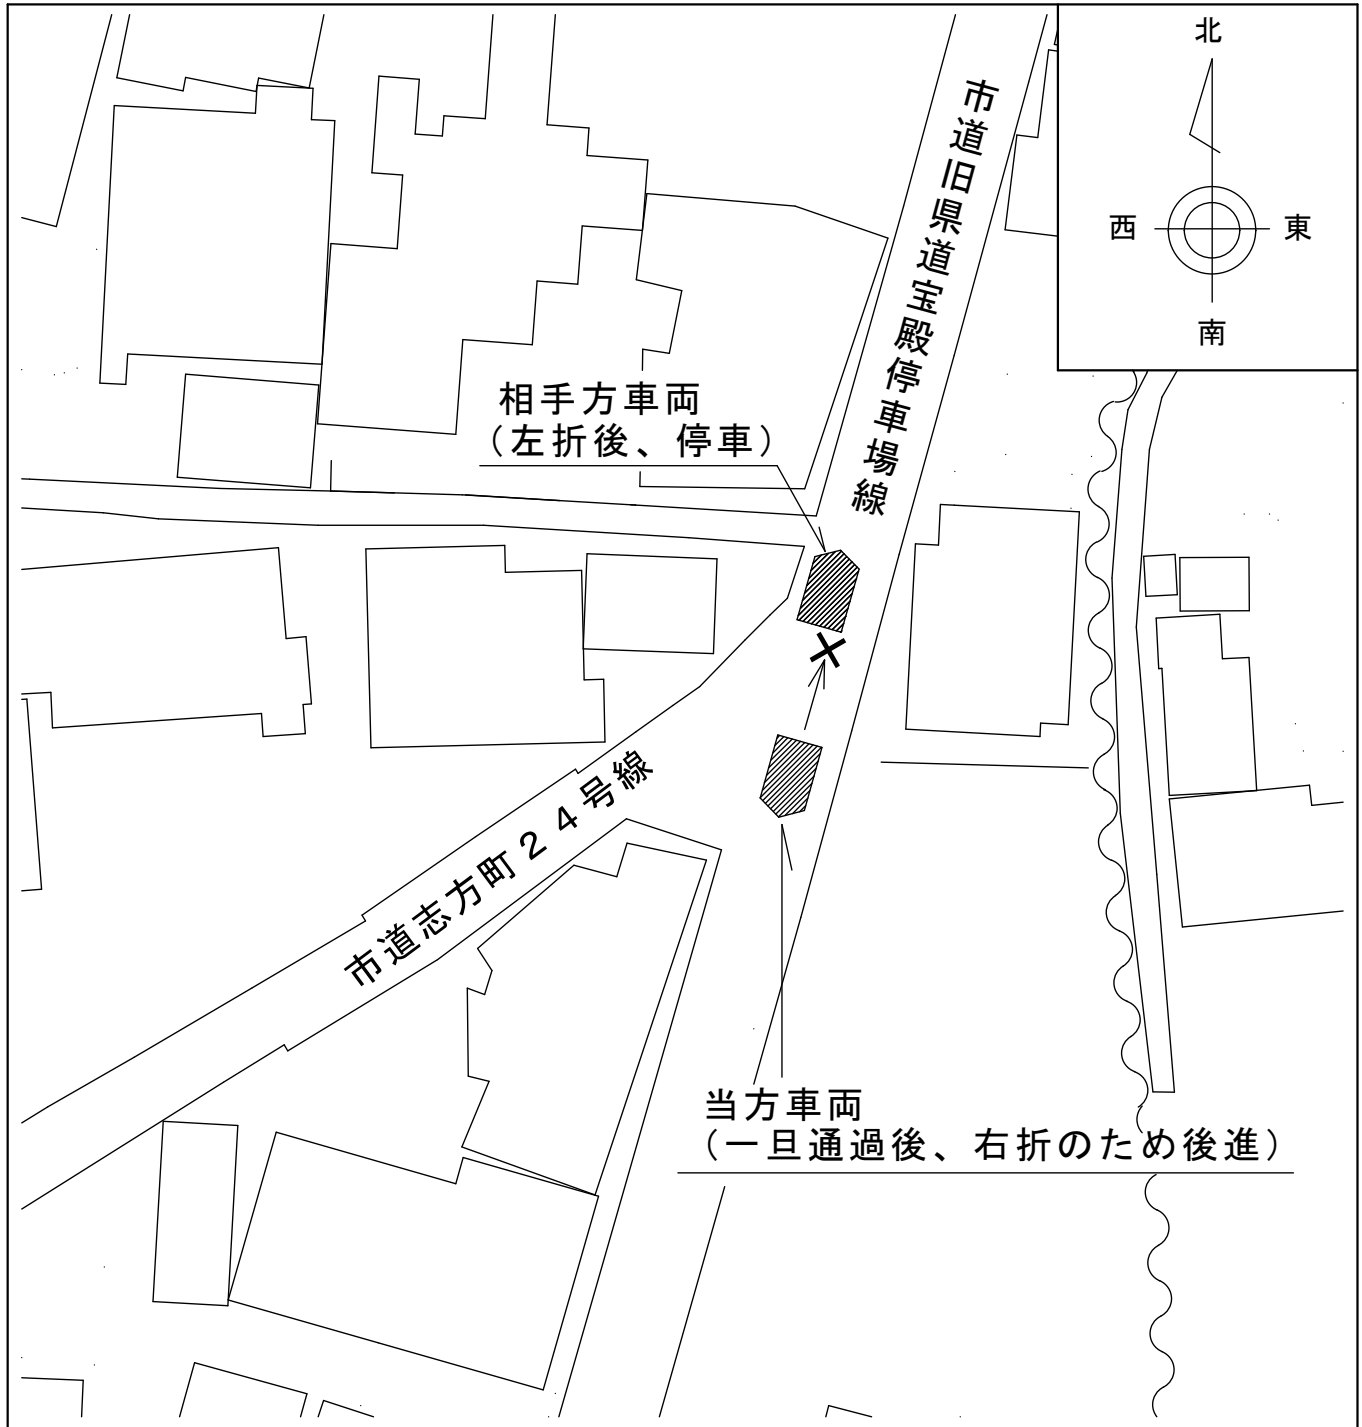 北
西
東
南
市道旧県道宝殿停車場線
相手方車両
（左折後、停車）
市道志方町２４号線
当方車両
（一旦通過後、右折のため後進）